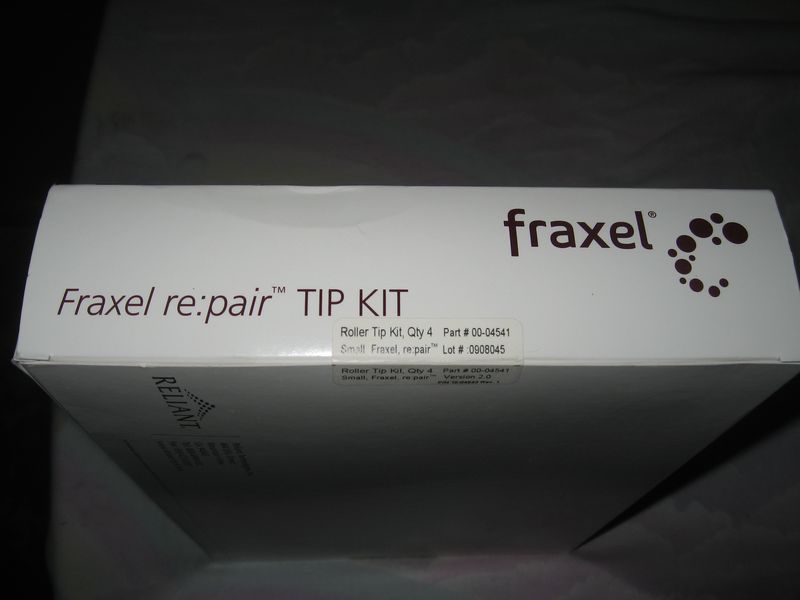 fraxel®
Fraxel re:pair™ TIP KIT
Roller Tip Kit, Qty 4 Part # 00-04541
Small, Fraxel, re:pair™ Lot # :0908045
Roller Tip Kit, Qty 4 Part # 00-04541
Small, Fraxel, re:pair™ Version 2.0
RELIANT